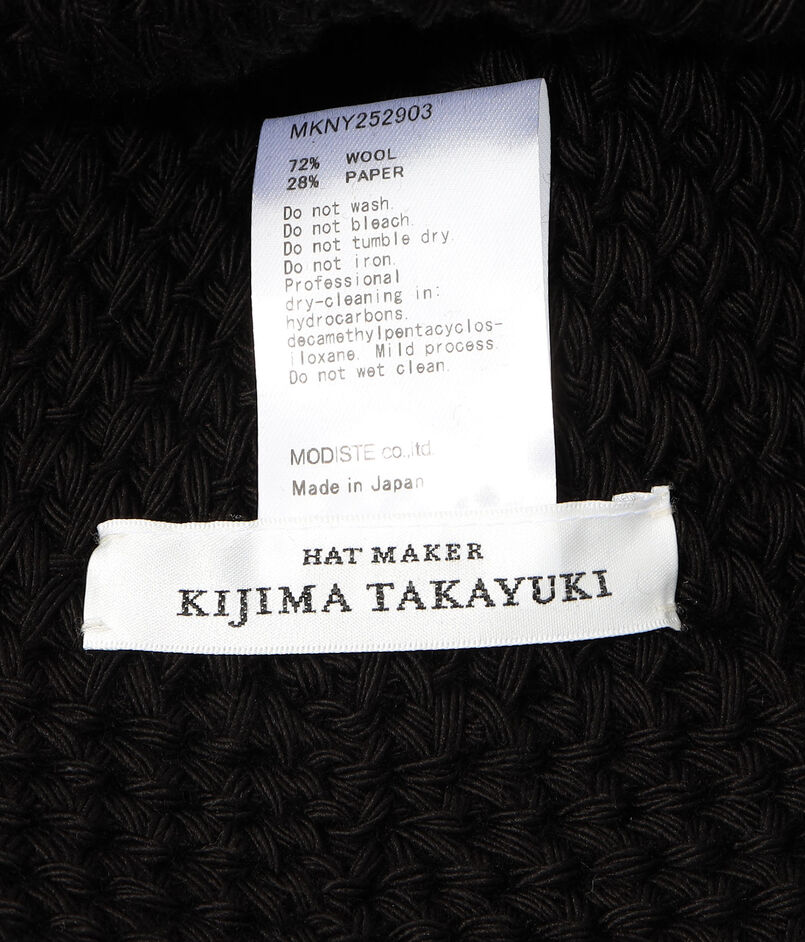 MKNY252903
72% WOOL
28% PAPER
Do not wash.
Do not bleach.
Do not tumble dry.
Do not iron.
Professional
dry-cleaning in:
hydrocarbons.
decamethylpentacyclos-
iloxane. Mild process.
Do not wet clean.
MODISTE co.,ltd.
Made in Japan
HAT MAKER
KIJIMA TAKAYUKI